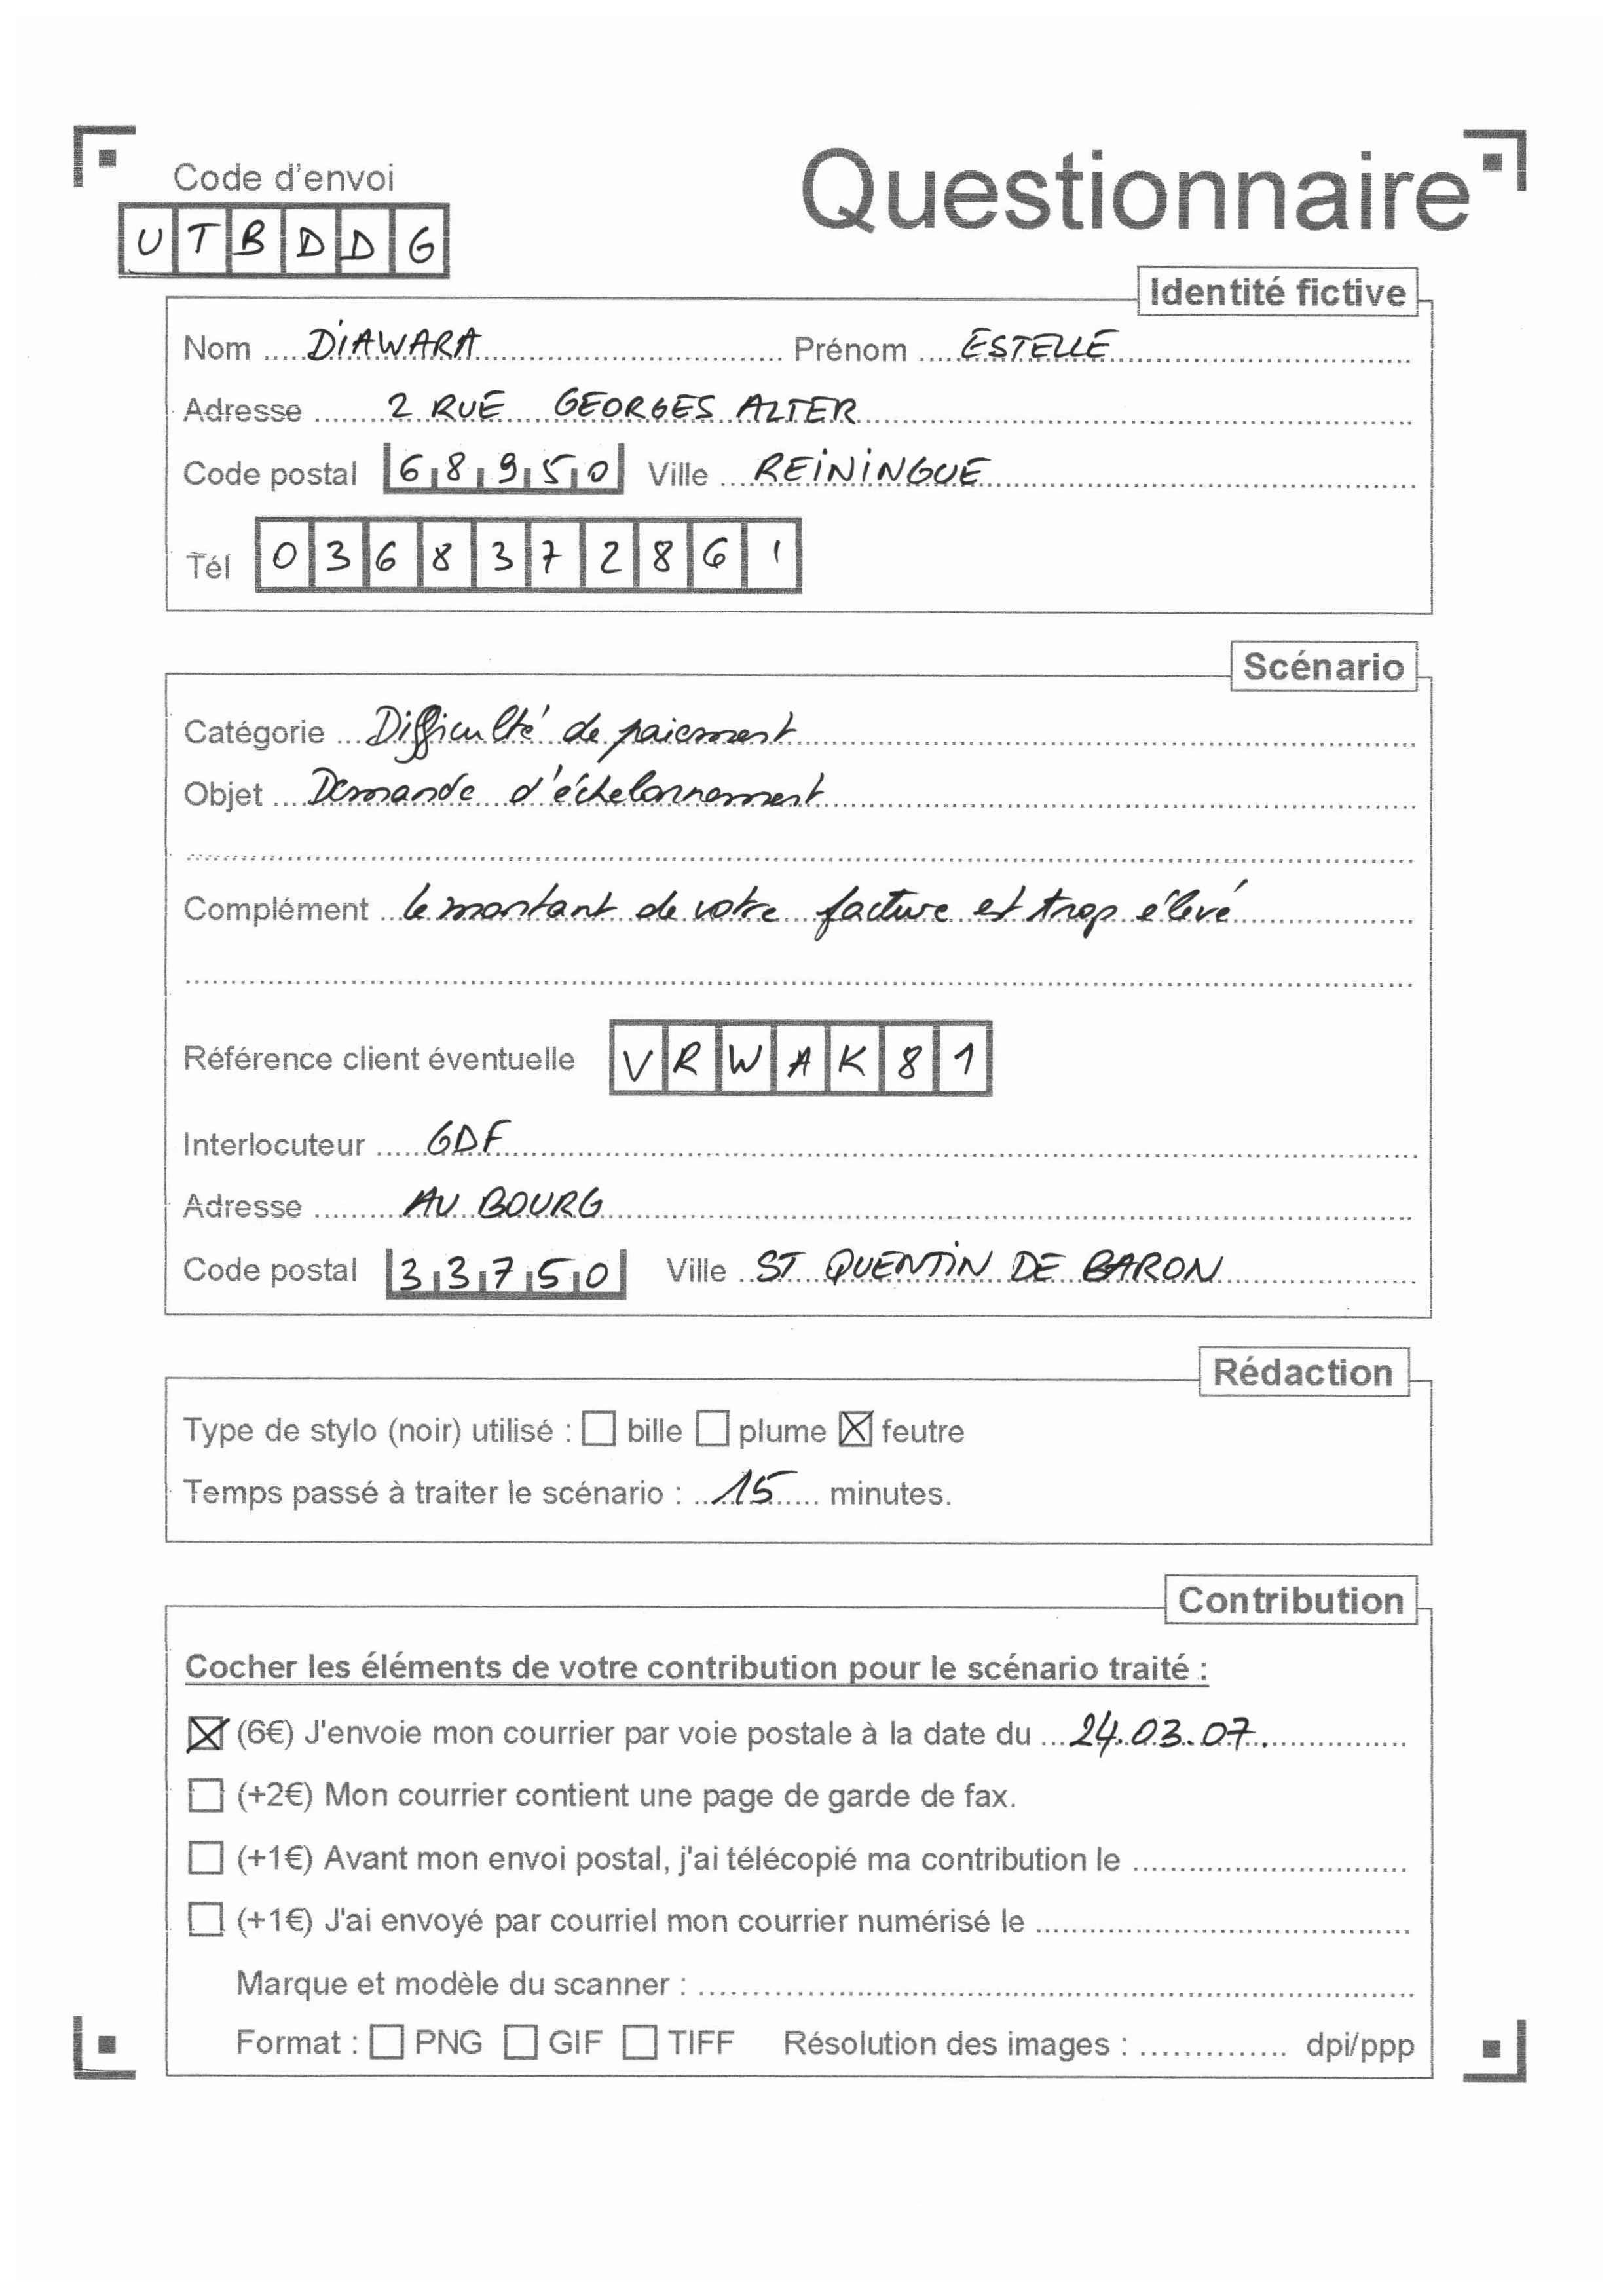 Code d'envoi
UTBDDG
Questionnaire
Identité fictive
Nom DIAWARA Prénom ESTELLE
Adresse 2 RUE GEORGES ALTER
Code postal 68950 Ville REININGUE
Tél 0368372861
Scénario
Catégorie Difficulté de paiement
Objet Demande d'échelonnement
Complément Le montant de votre facture est trop élevé
Référence client éventuelle VRWAK81
Interlocuteur GDF
Adresse AU BOURG
Code postal 33750 Ville ST QUENTIN DE BARON
Rédaction
Type de stylo (noir) utilisé : ☐ bille ☐ plume ☒ feutre
Temps passé à traiter le scénario : 15 minutes.
Contribution
Cocher les éléments de votre contribution pour le scénario traité :
☒ (6€) J'envoie mon courrier par voie postale à la date du 24.03.07.
☐ (+2€) Mon courrier contient une page de garde de fax.
☐ (+1€) Avant mon envoi postal, j'ai télécopié ma contribution le
☐ (+1€) J'ai envoyé par courriel mon courrier numérisé le
Marque et modèle du scanner :
Format : ☐ PNG ☐ GIF ☐ TIFF Résolution des images : dpi/ppp